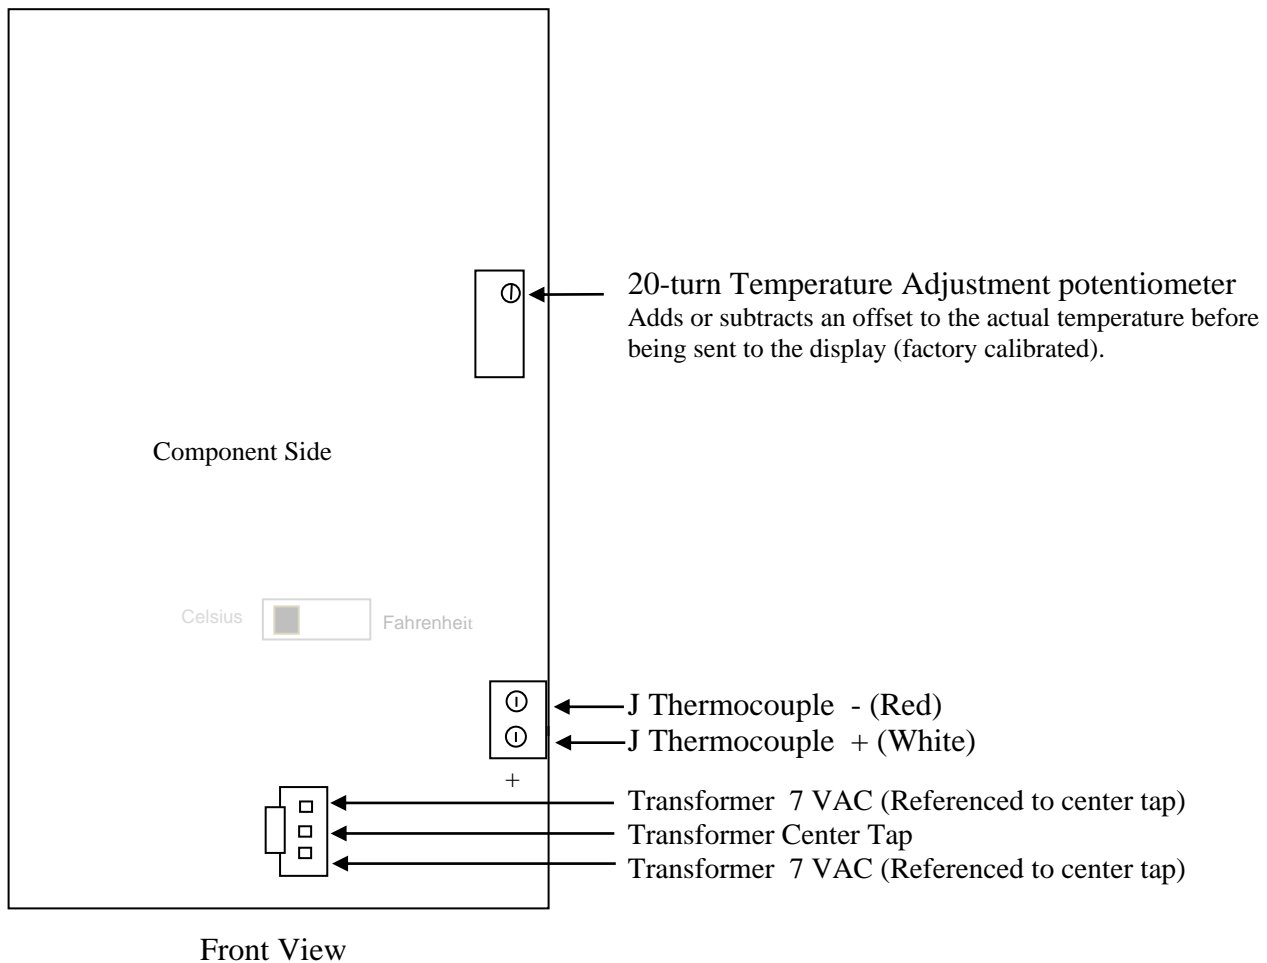 20-turn Temperature Adjustment potentiometer
Adds or subtracts an offset to the actual temperature before
being sent to the display (factory calibrated).
Component Side
Celsius
Fahrenheit
J Thermocouple - (Red)
J Thermocouple + (White)
+
Transformer 7 VAC (Referenced to center tap)
Transformer Center Tap
Transformer 7 VAC (Referenced to center tap)
Front View